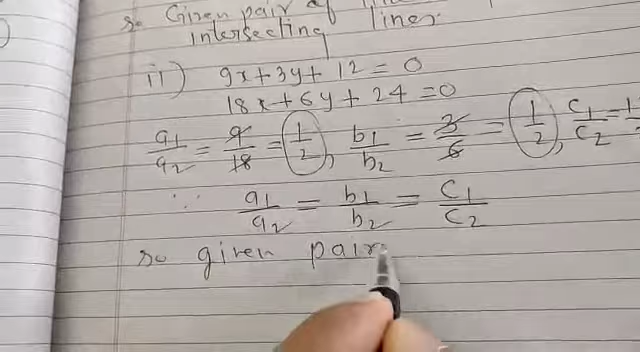 so Given pair of
intersecting lines.
ii) 9x+3y+12=0
18x+6y+24=0
a1/a2 = 9/18 = 1/2, b1/b2 = 3/6 = 1/2, c1/c2 =
∵ a1/a2 = b1/b2 = c1/c2
so given pair